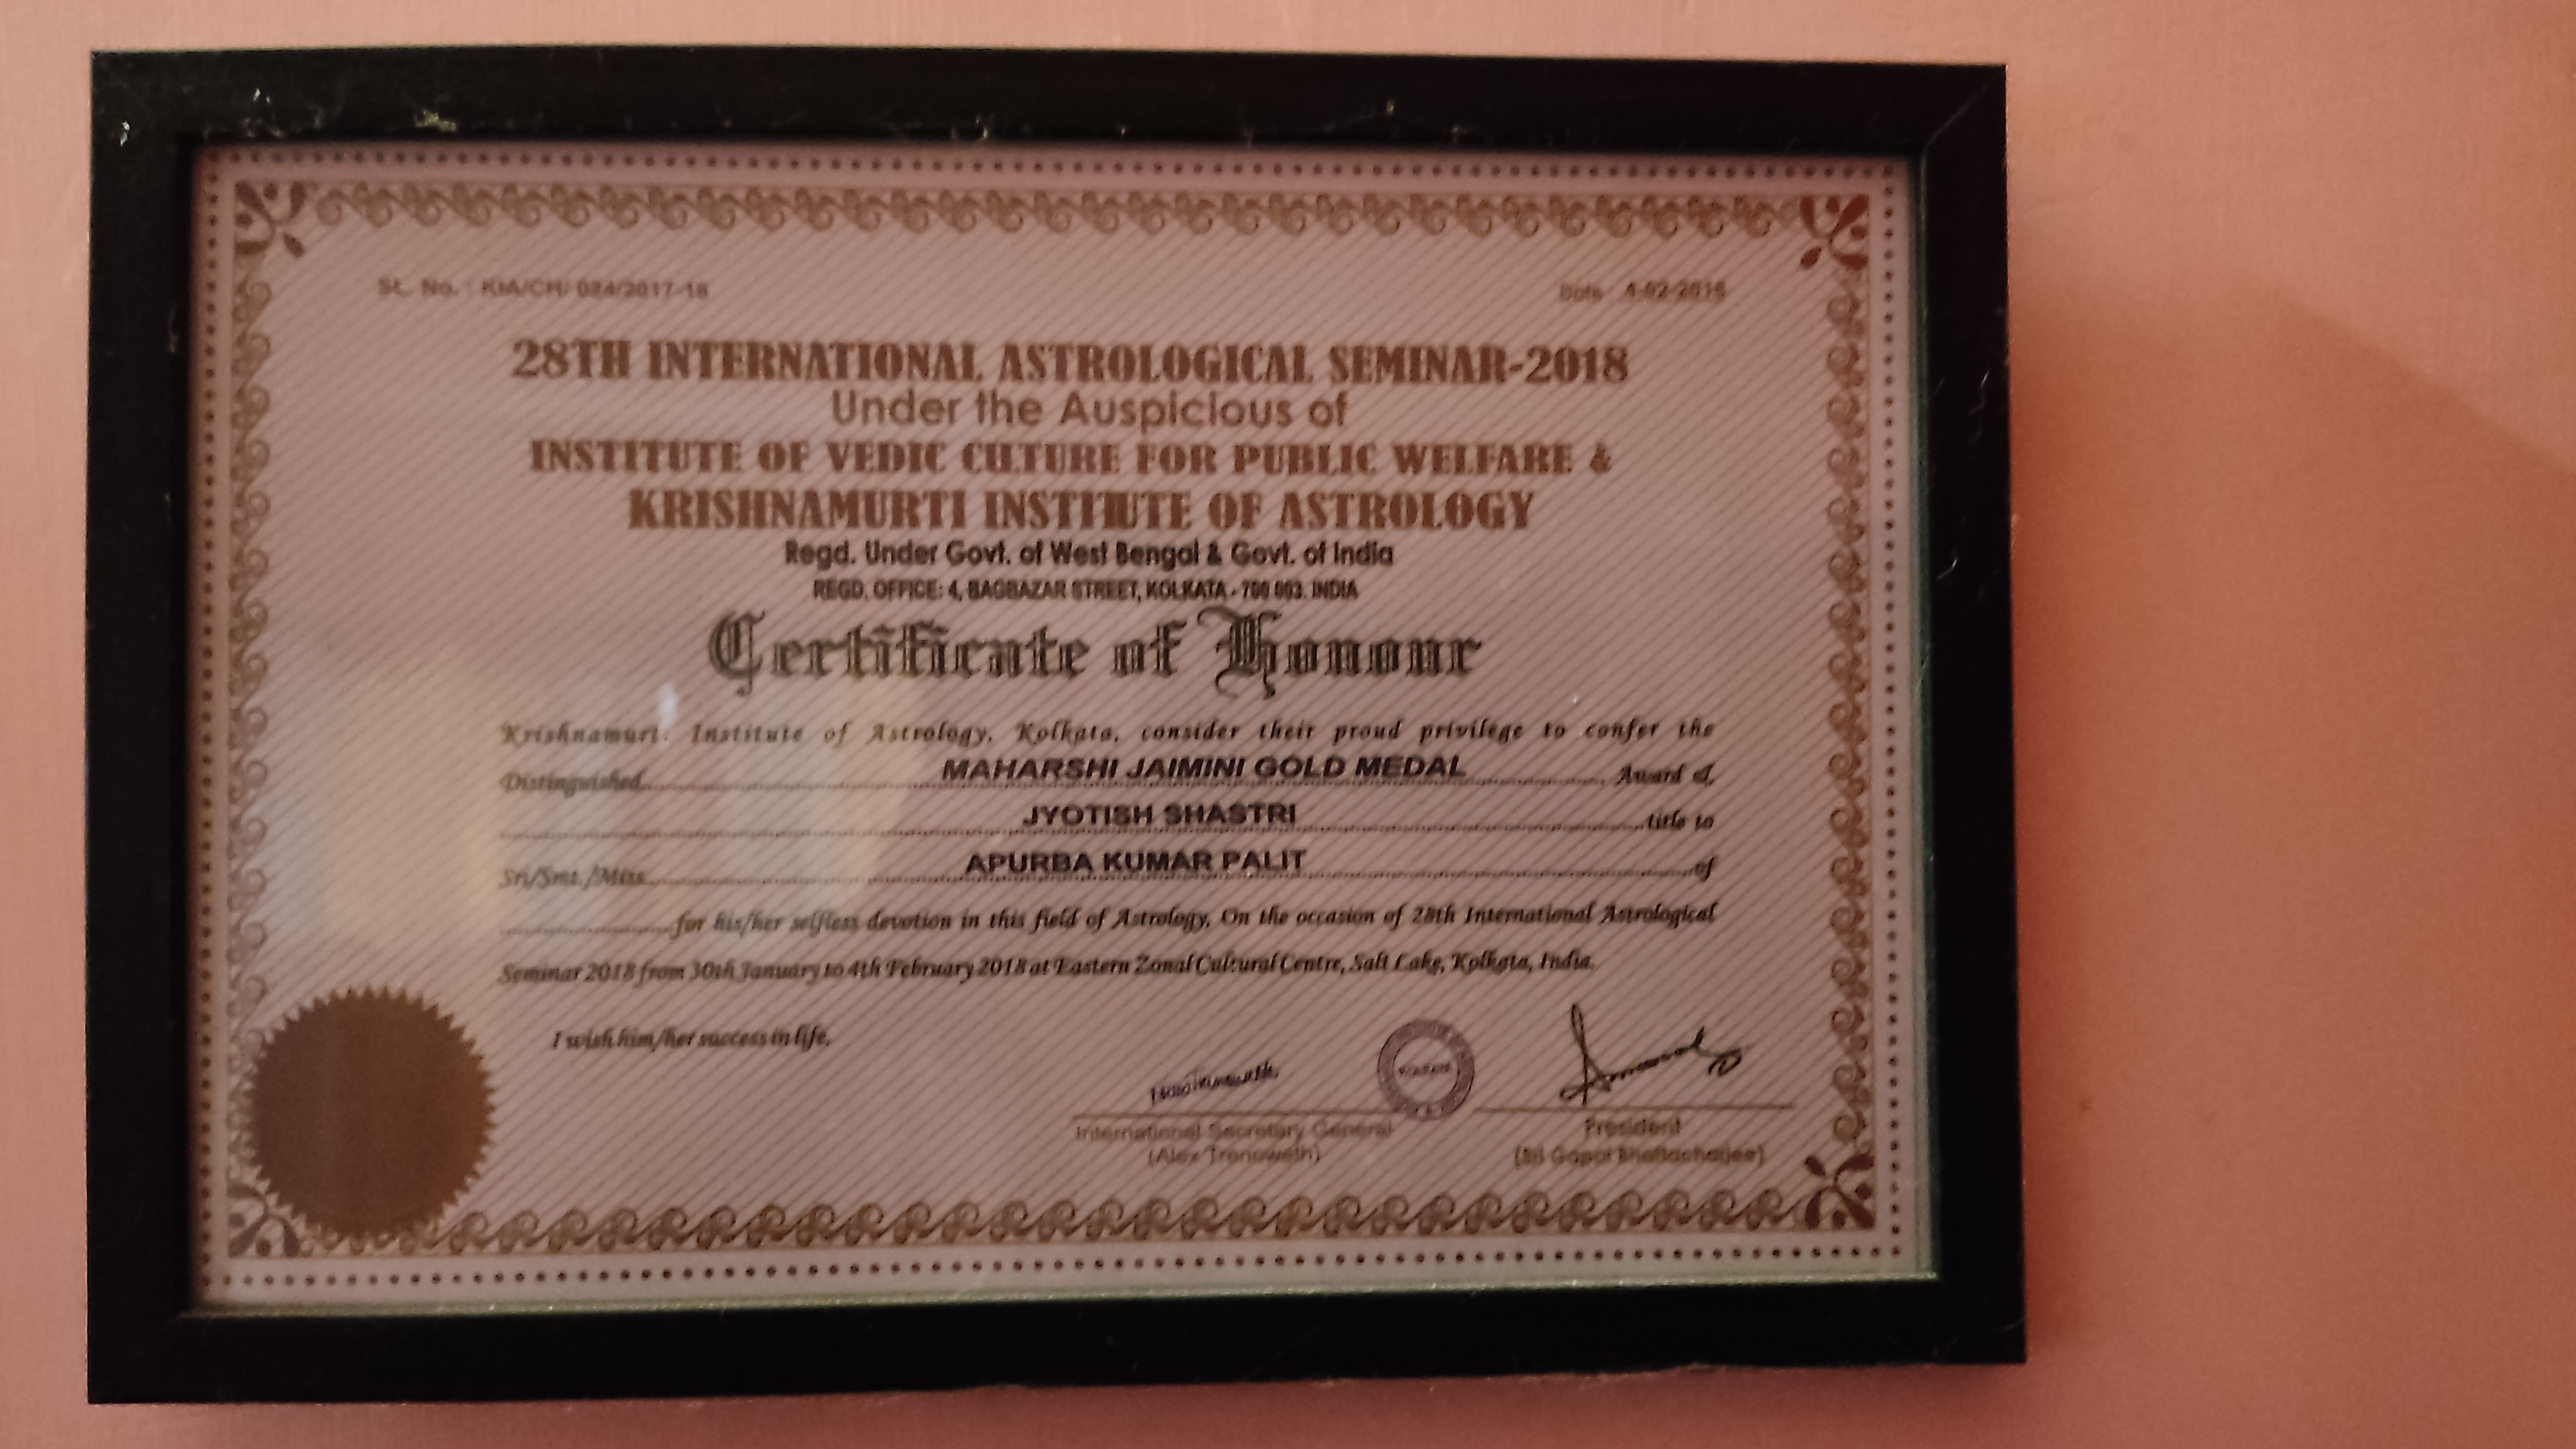 SL. No. : KIA/CH/ 024/2017-18
Date : 4-02-2018
28TH INTERNATIONAL ASTROLOGICAL SEMINAR-2018
Under the Auspicious of
INSTITUTE OF VEDIC CULTURE FOR PUBLIC WELFARE &
KRISHNAMURTI INSTITUTE OF ASTROLOGY
Regd. Under Govt. of West Bengal & Govt. of India
REGD. OFFICE: 4, BAGBAZAR STREET, KOLKATA - 700 003. INDIA
Certificate of Honour
Krishnamurti Institute of Astrology, Kolkata, consider their proud privilege to confer the
Distinguished MAHARSHI JAIMINI GOLD MEDAL Award of,
JYOTISH SHASTRI title to
Sri/Smt./Miss APURBA KUMAR PALIT of
for his/her selfless devotion in this field of Astrology. On the occasion of 28th International Astrological
Seminar 2018 from 30th January to 4th February 2018 at Eastern Zonal Cultural Centre, Salt Lake, Kolkata, India.
I wish him/her success in life.
KOLKATA
International Secretary General
(Alex Trenoweth)
President
(Sri Gopal Bhattacharjee)